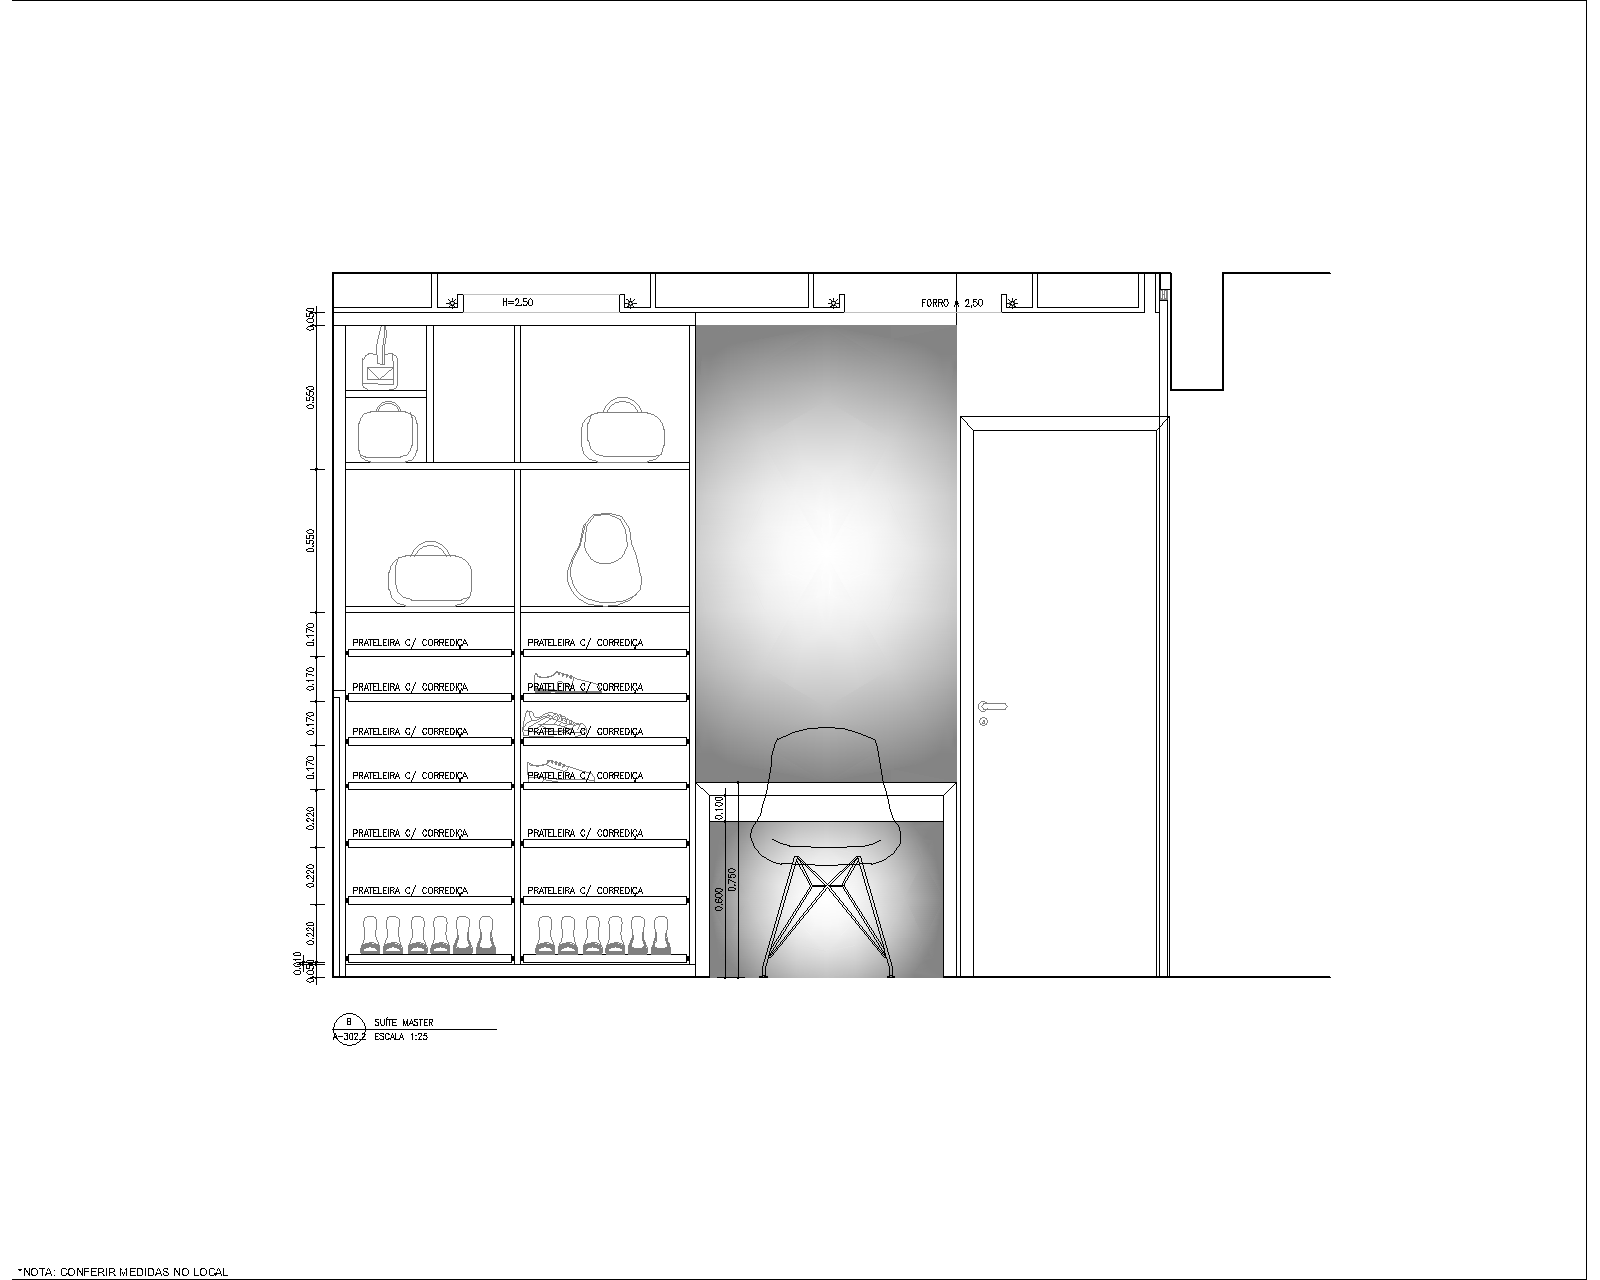 H=2.50
FORRO A 2,50
0.050
0.550
0.550
0.170
0.170
0.170
0.170
0.220
0.220
0.220
0.010
0.050
PRATELEIRA C/ CORREDIÇA PRATELEIRA C/ CORREDIÇA
PRATELEIRA C/ CORREDIÇA PRATELEIRA C/ CORREDIÇA
PRATELEIRA C/ CORREDIÇA PRATELEIRA C/ CORREDIÇA
PRATELEIRA C/ CORREDIÇA PRATELEIRA C/ CORREDIÇA
PRATELEIRA C/ CORREDIÇA PRATELEIRA C/ CORREDIÇA
PRATELEIRA C/ CORREDIÇA PRATELEIRA C/ CORREDIÇA
0.100
0.750
0.600
B SUÍTE MASTER
A-302.2 ESCALA 1:25
*NOTA: CONFERIR MEDIDAS NO LOCAL